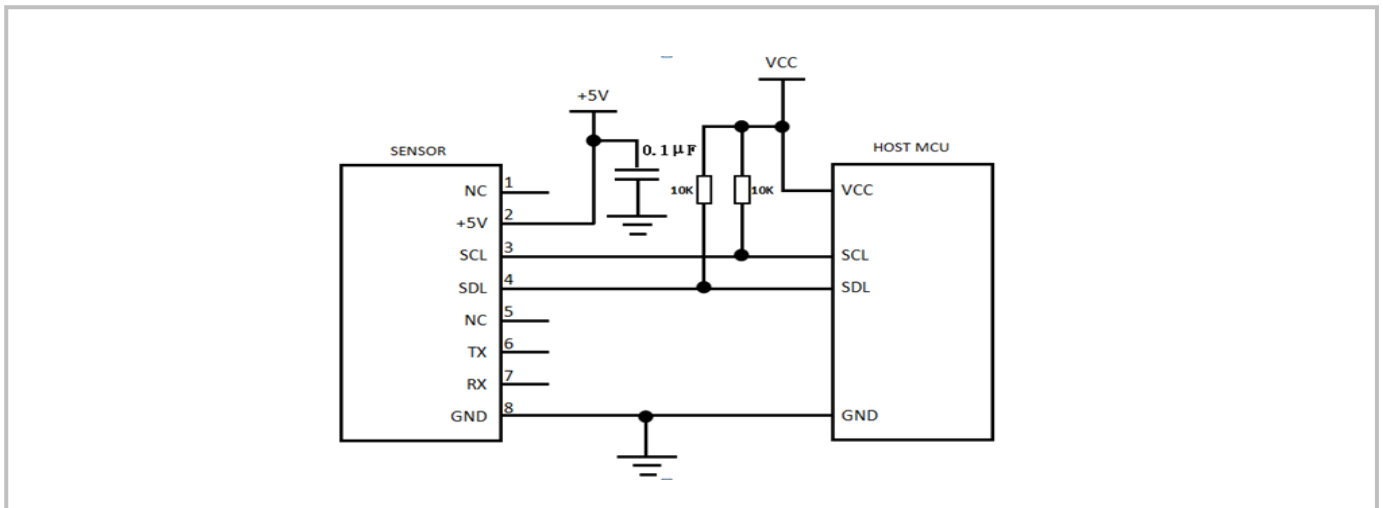 VCC
+5V
0.1μF
SENSOR
HOST MCU
10K
10K
NC 1
VCC
+5V 2
SCL 3
SCL
SDL 4
SDL
NC 5
TX 6
RX 7
GND 8
GND